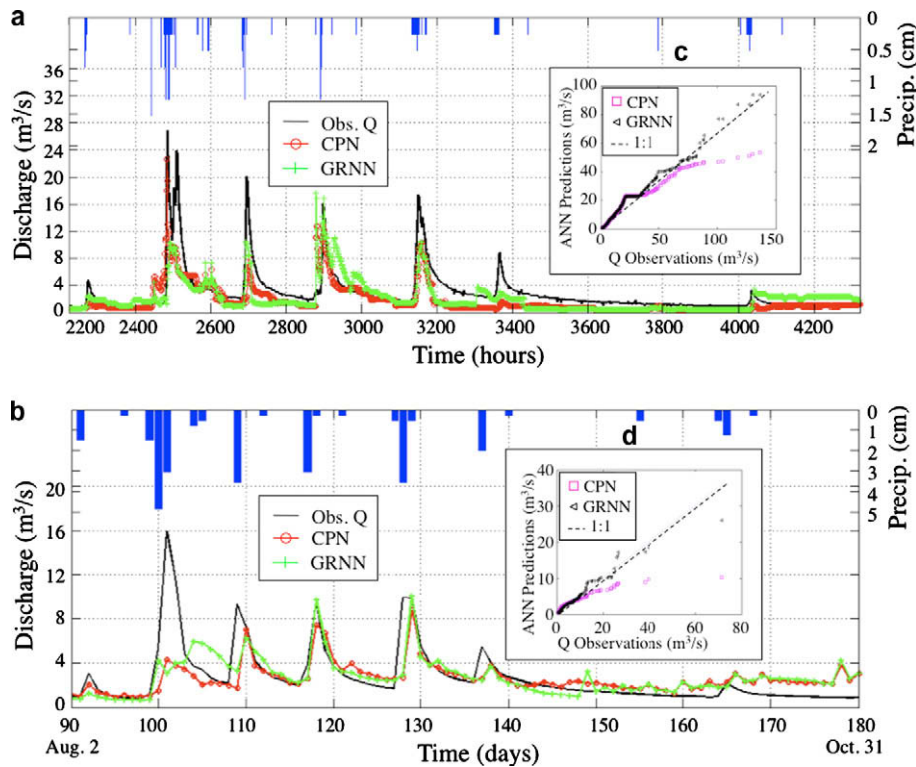 a
Discharge (m³/s)
36
32
28
24
20
16
12
8
4
0
Obs. Q
CPN
GRNN
0
0.5
1
1.5
2
Precip. (cm)
2200 2400 2600 2800 3000 3200 3400 3600 3800 4000 4200
Time (hours)
c
ANN Predictions (m³/s)
100
80
60
40
20
0
CPN
GRNN
1:1
0 50 100 150
Q Observations (m³/s)
b
Discharge (m³/s)
20
16
12
8
4
0
Obs. Q
CPN
GRNN
0
1
2
3
4
5
Precip. (cm)
90 100 110 120 130 140 150 160 170 180
Aug. 2
Time (days)
Oct. 31
d
ANN Predictions (m³/s)
40
30
20
10
0
CPN
GRNN
1:1
0 20 40 60 80
Q Observations (m³/s)